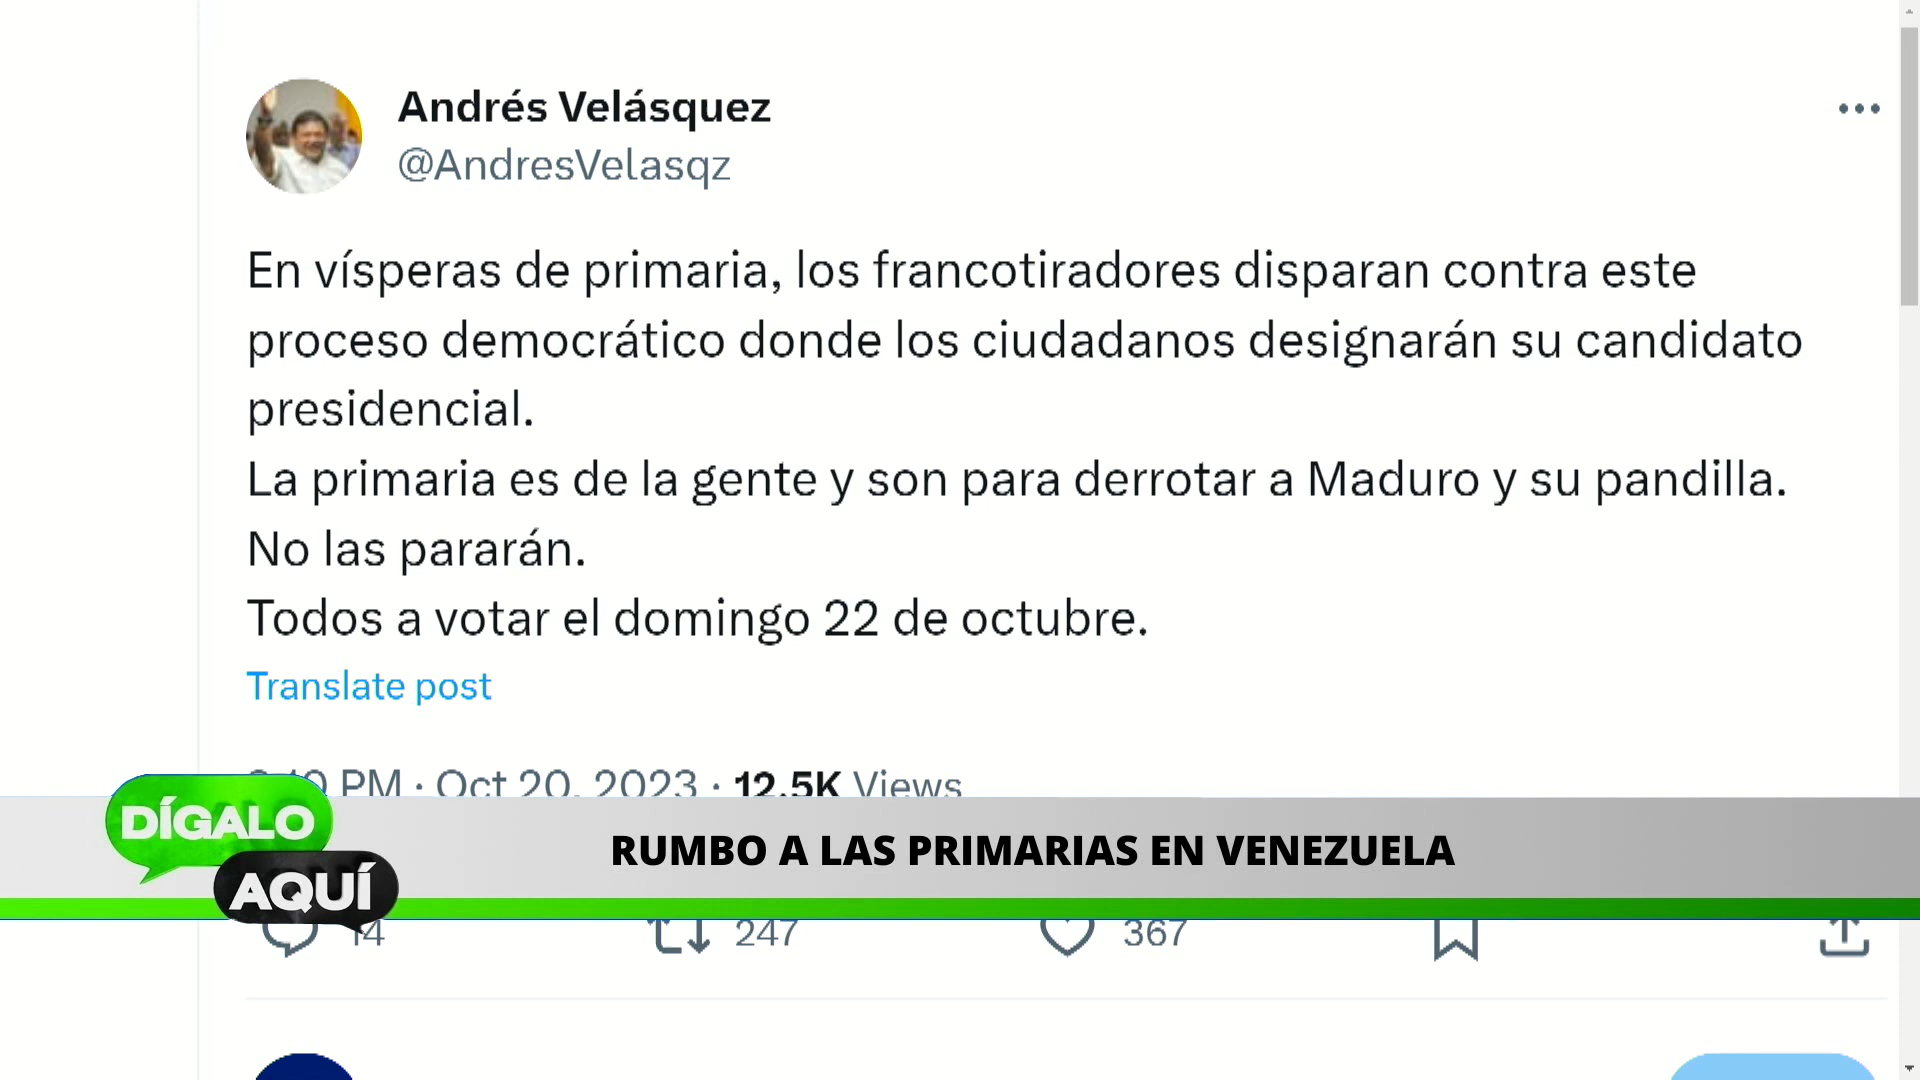 Andrés Velásquez
@AndresVelasqz
En vísperas de primaria, los francotiradores disparan contra este
proceso democrático donde los ciudadanos designarán su candidato
presidencial.
La primaria es de la gente y son para derrotar a Maduro y su pandilla.
No las pararán.
Todos a votar el domingo 22 de octubre.
Translate post
PM · Oct 20, 2023 · 12.5K Views
DÍGALO
AQUÍ
RUMBO A LAS PRIMARIAS EN VENEZUELA
14 247 367